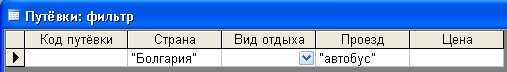 Путёвки: фильтр
Код путёвки Страна Вид отдыха Проезд Цена
"Болгария" "автобус"